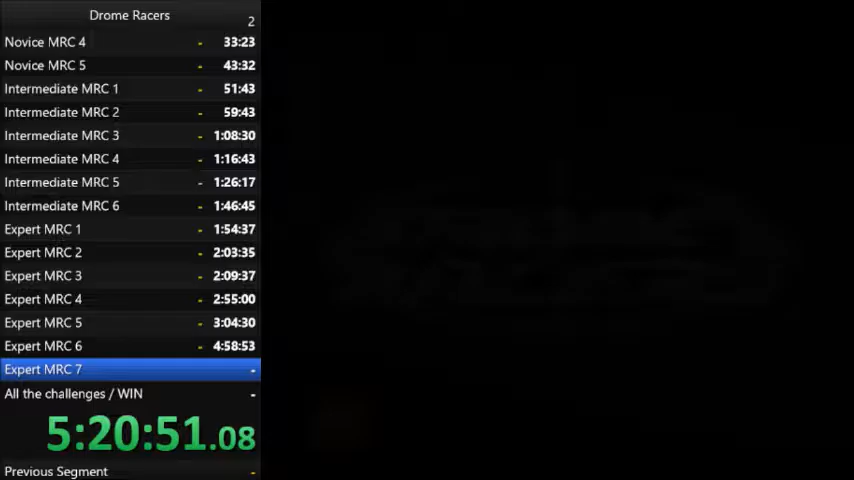 Drome Racers
2
Novice MRC 4 - 33:23
Novice MRC 5 - 43:32
Intermediate MRC 1 - 51:43
Intermediate MRC 2 - 59:43
Intermediate MRC 3 - 1:08:30
Intermediate MRC 4 - 1:16:43
Intermediate MRC 5 - 1:26:17
Intermediate MRC 6 - 1:46:45
Expert MRC 1 - 1:54:37
Expert MRC 2 - 2:03:35
Expert MRC 3 - 2:09:37
Expert MRC 4 - 2:55:00
Expert MRC 5 - 3:04:30
Expert MRC 6 - 4:58:53
Expert MRC 7 -
All the challenges / WIN -
5:20:51.08
Previous Segment -